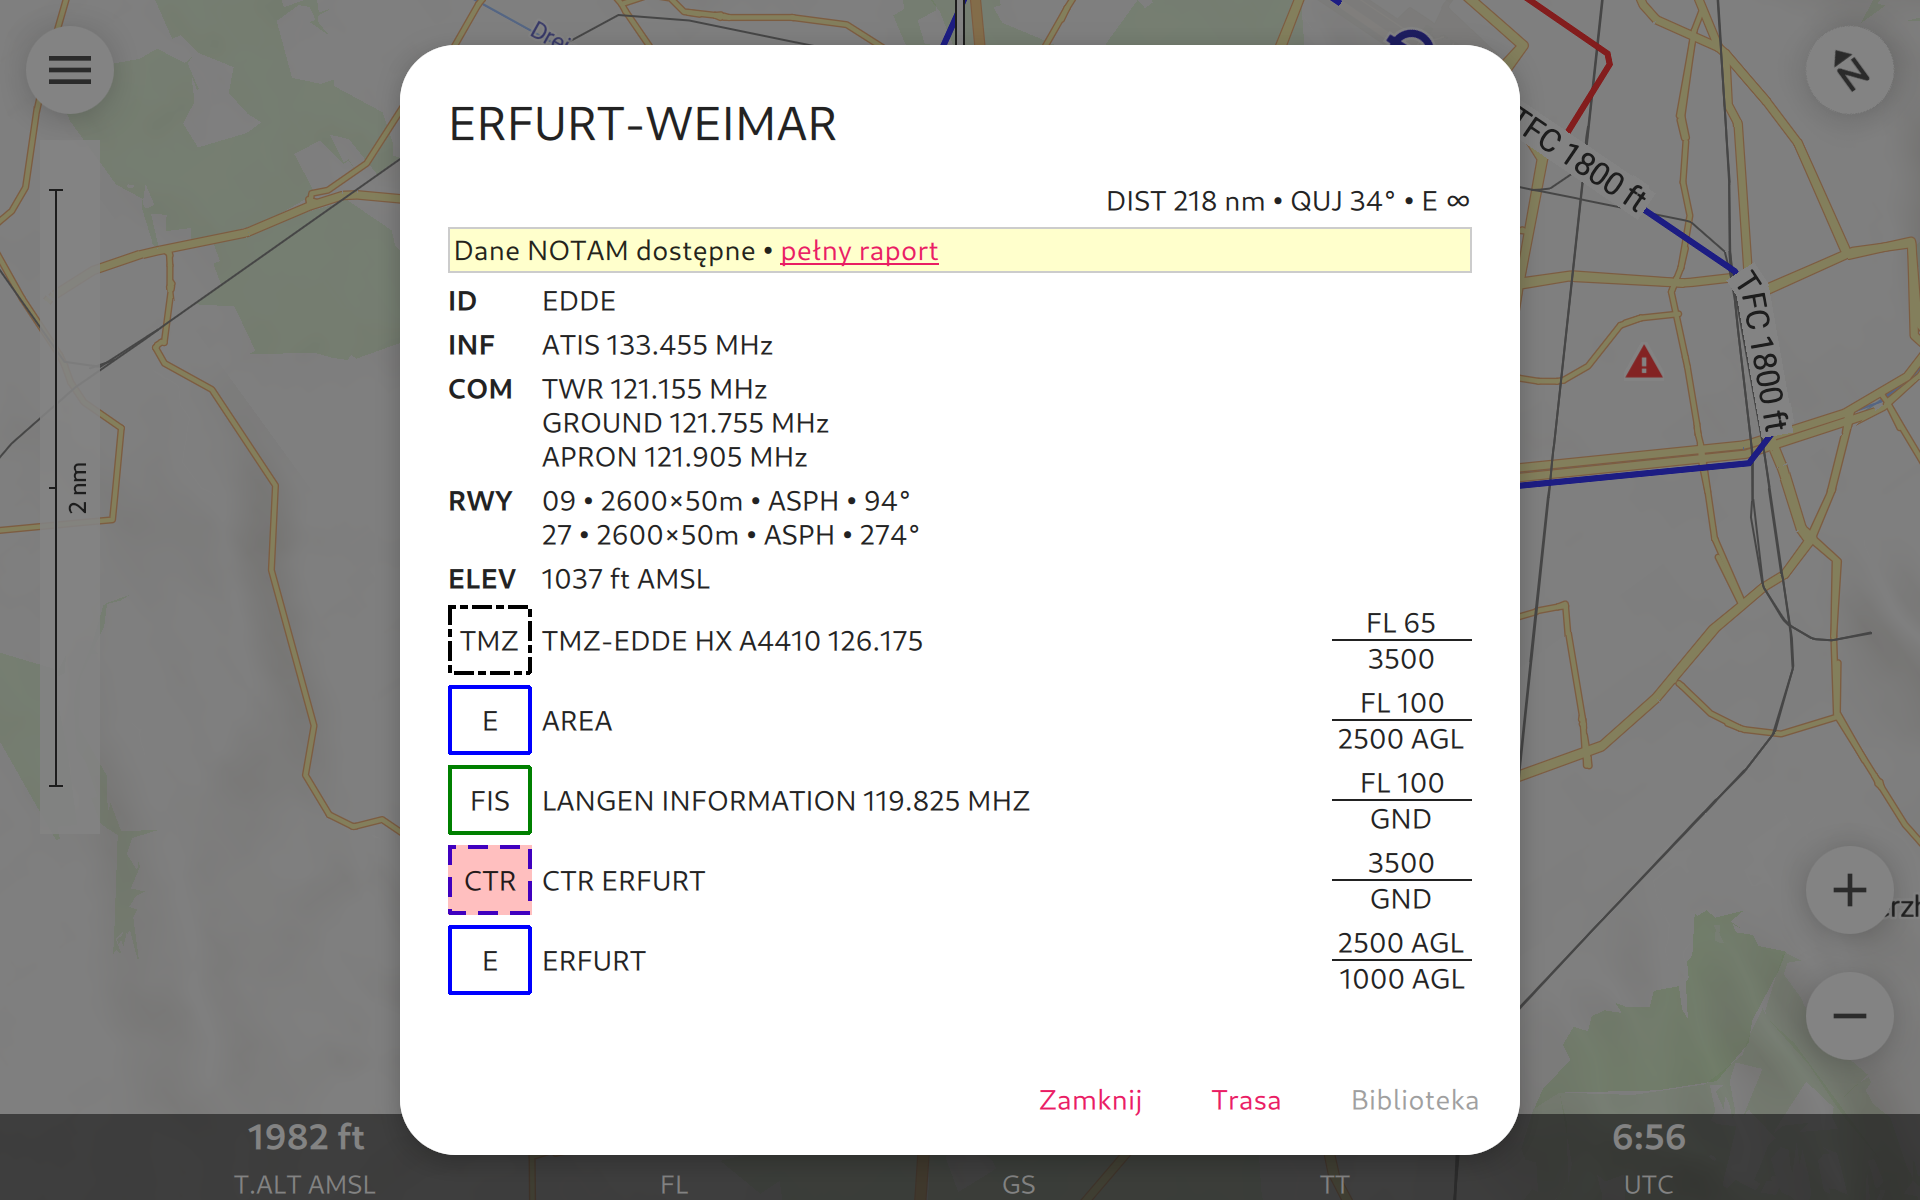 Drei
N
TFC 1800 ft
TFC 1800 ft
2 nm
ERFURT-WEIMAR
DIST 218 nm • QUJ 34° • E ∞
Dane NOTAM dostępne • pełny raport
ID EDDE
INF ATIS 133.455 MHz
COM TWR 121.155 MHz
GROUND 121.755 MHz
APRON 121.905 MHz
RWY 09 • 2600×50m • ASPH • 94°
27 • 2600×50m • ASPH • 274°
ELEV 1037 ft AMSL
TMZ TMZ-EDDE HX A4410 126.175 FL 65
3500
E AREA FL 100
2500 AGL
FIS LANGEN INFORMATION 119.825 MHZ FL 100
GND
CTR CTR ERFURT 3500
GND
E ERFURT 2500 AGL
1000 AGL
Zamknij Trasa Biblioteka
1982 ft 6:56
T.ALT AMSL FL GS TT UTC